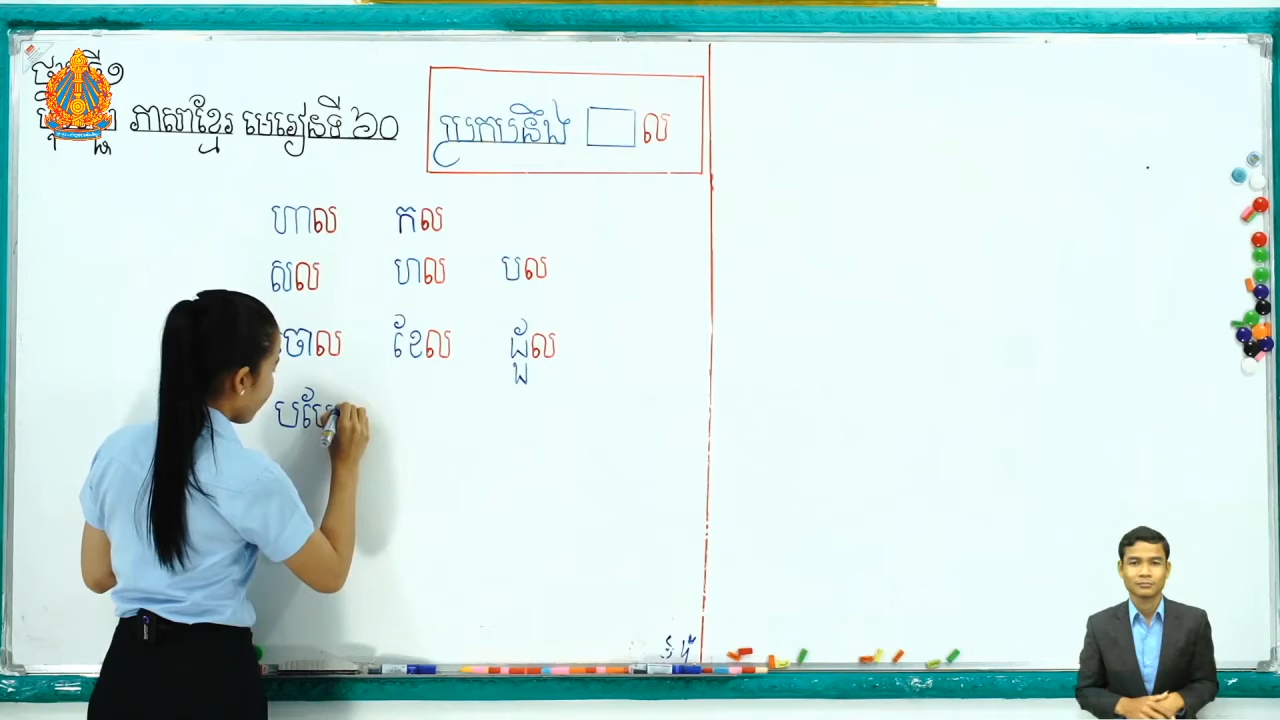 ភាសាខ្មែរ មេរៀនទី ៦០
ប្រកបនឹង □ល
ហាល កល
សល ហល បល
ចោល ខែល ដួល